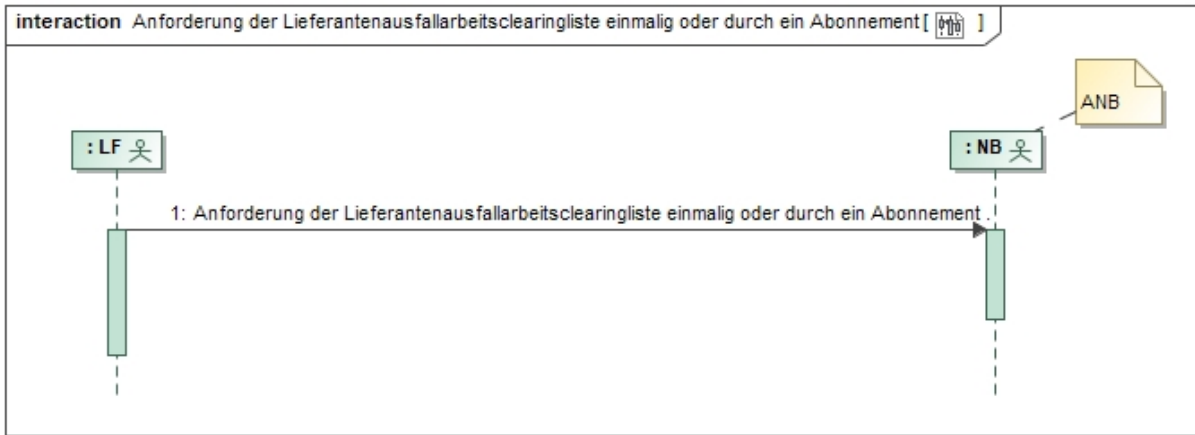 interaction Anforderung der Lieferantenausfallarbeitsclearingliste einmalig oder durch ein Abonnement[ ]
ANB
: LF
: NB
1: Anforderung der Lieferantenausfallarbeitsclearingliste einmalig oder durch ein Abonnement .